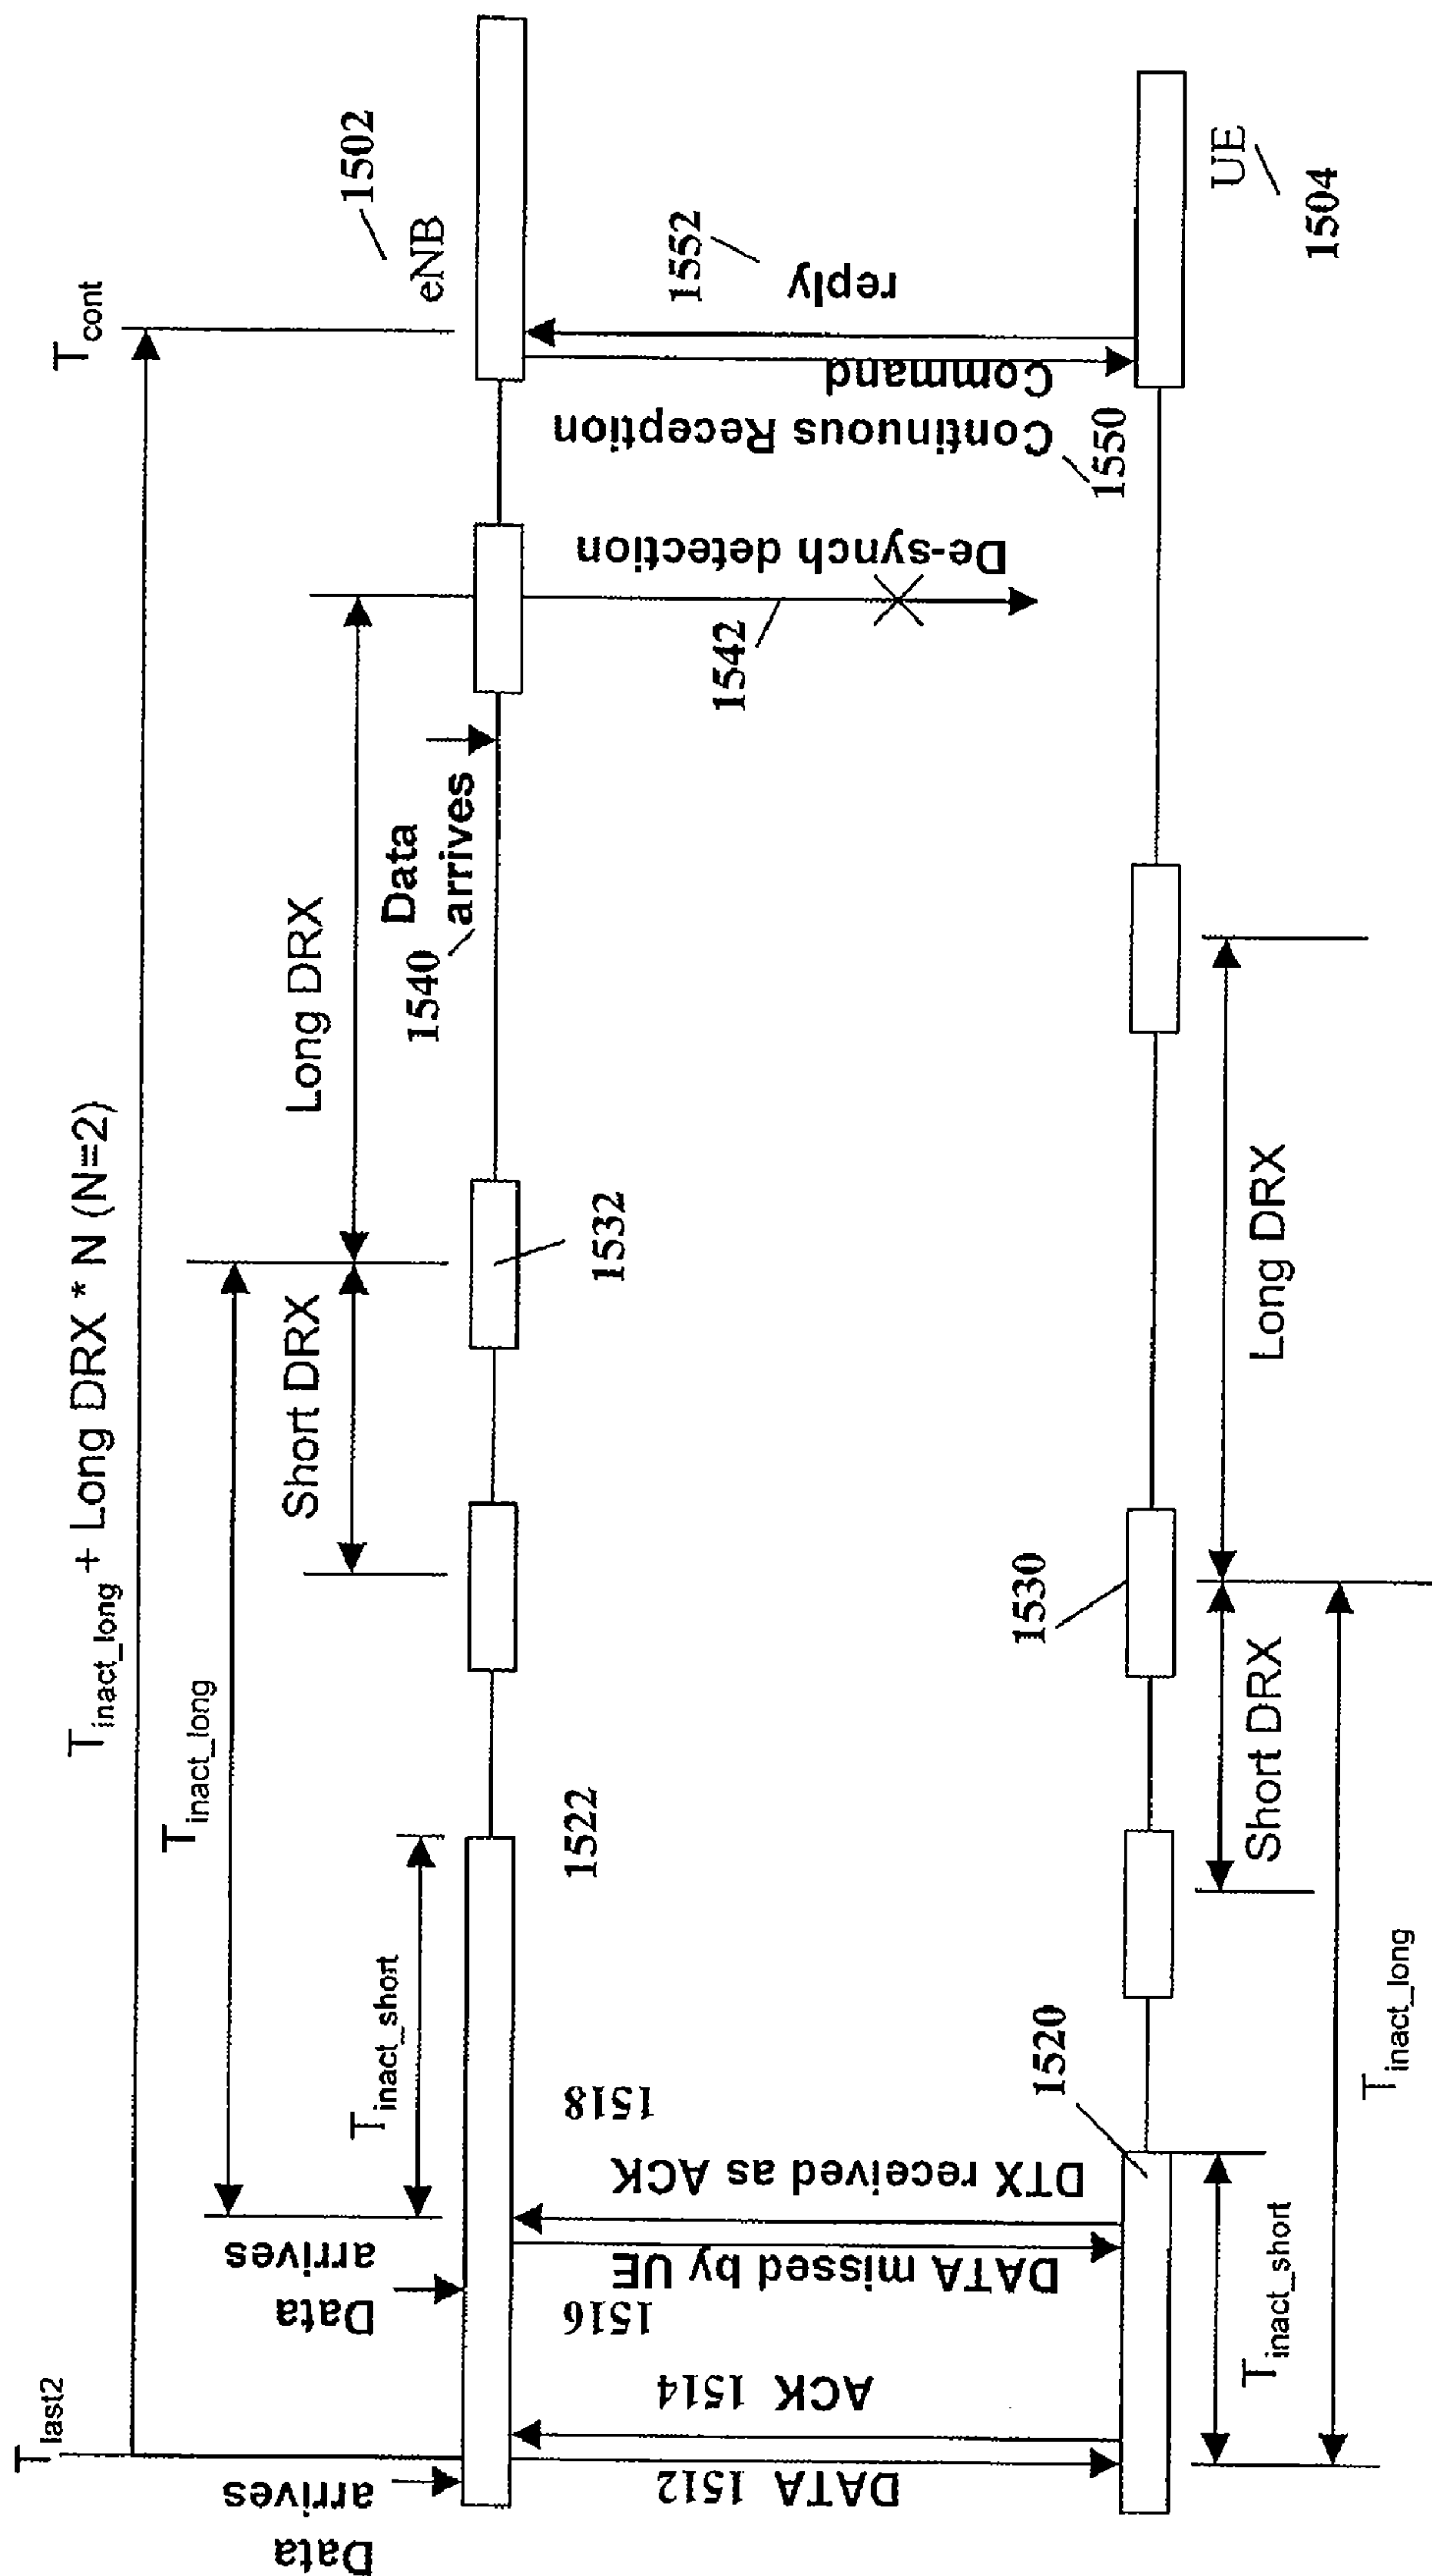 T_last2
T_inact_long + Long DRX * N (N=2)
T_cont
T_inact_long
Data
arrives
Data
arrives
T_inact_short
Short DRX
Long DRX
1502
eNB
Data
arrives
1540
1522
1532
DATA 1512
ACK 1514
1516
DATA missed by UE
DTX received as ACK
1518
1542
De-synch detection
Continuous Reception
Command
1550
reply
1552
1520
1530
UE
1504
T_inact_short
Short DRX
Long DRX
T_inact_long